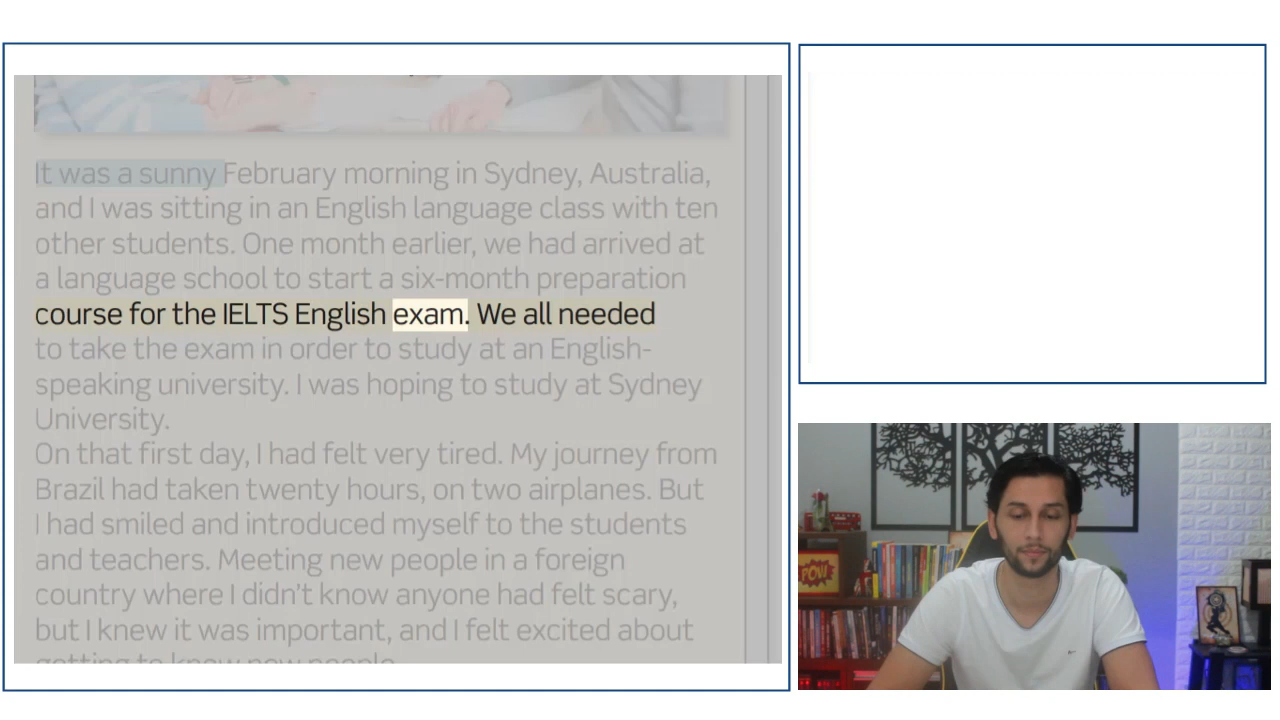 It was a sunny February morning in Sydney, Australia,
and I was sitting in an English language class with ten
other students. One month earlier, we had arrived at
a language school to start a six-month preparation
course for the IELTS English exam. We all needed
to take the exam in order to study at an English-
speaking university. I was hoping to study at Sydney
University.
On that first day, I had felt very tired. My journey from
Brazil had taken twenty hours, on two airplanes. But
I had smiled and introduced myself to the students
and teachers. Meeting new people in a foreign
country where I didn't know anyone had felt scary,
but I knew it was important, and I felt excited about
getting to know new people.
POW!